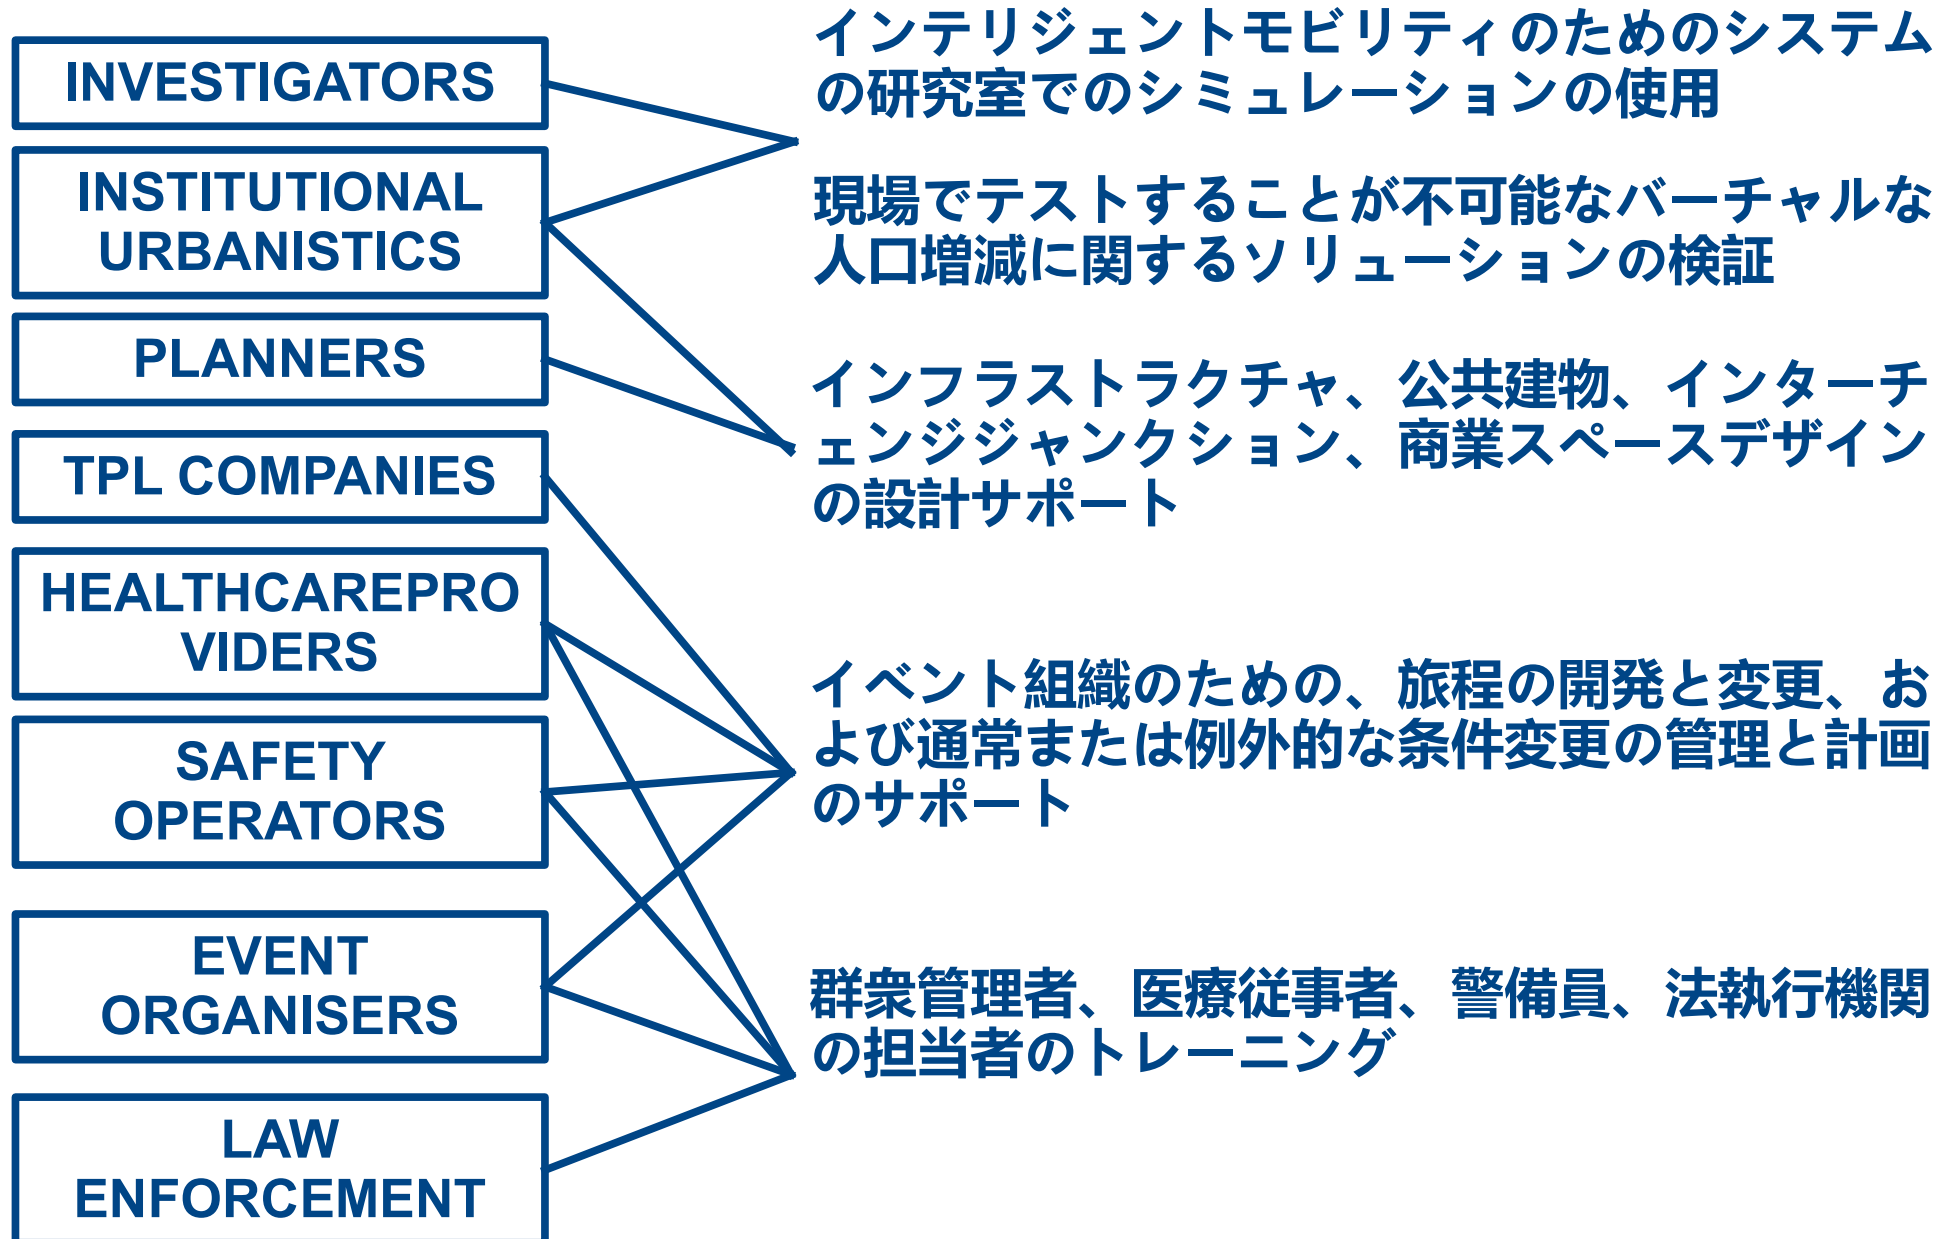 INVESTIGATORS
INSTITUTIONAL
URBANISTICS
PLANNERS
TPL COMPANIES
HEALTHCAREPRO
VIDERS
SAFETY
OPERATORS
EVENT
ORGANISERS
LAW
ENFORCEMENT
インテリジェントモビリティのためのシステム
の研究室でのシミュレーションの使用
現場でテストすることが不可能なバーチャルな
人口増減に関するソリューションの検証
インフラストラクチャ、公共建物、インターチ
ェンジジャンクション、商業スペースデザイン
の設計サポート
イベント組織のための、旅程の開発と変更、お
よび通常または例外的な条件変更の管理と計画
のサポート
群衆管理者、医療従事者、警備員、法執行機関
の担当者のトレーニング